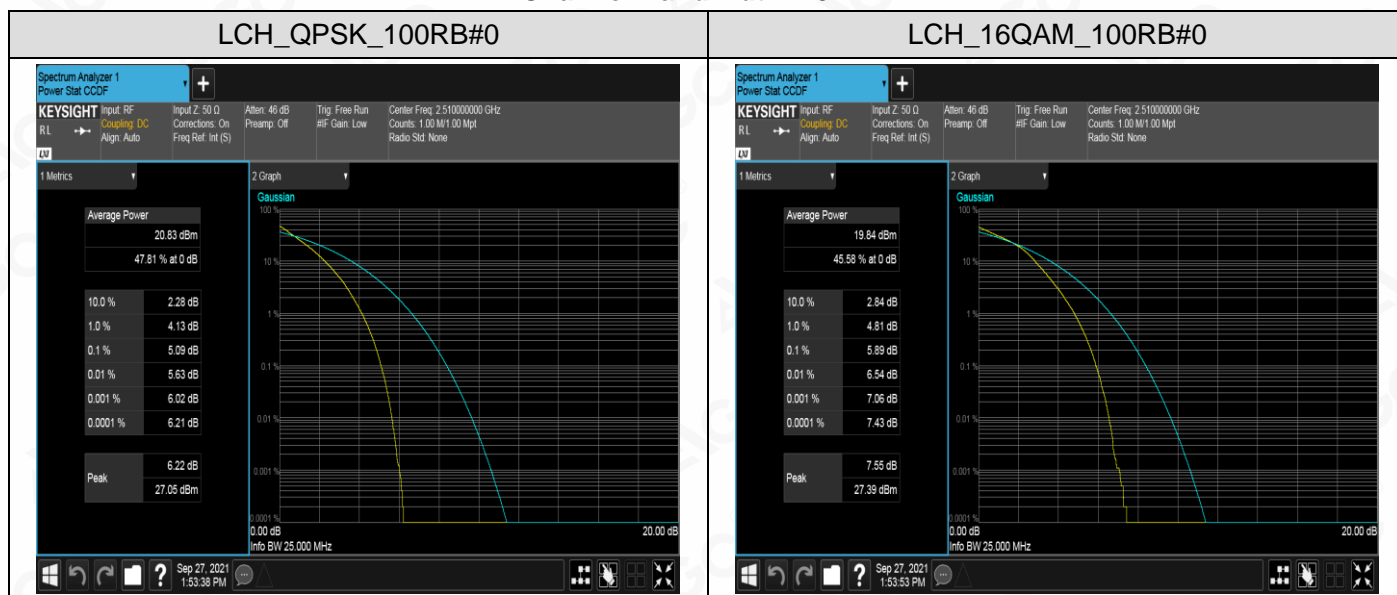 LCH_QPSK_100RB#0
Spectrum Analyzer 1
Power Stat CCDF
+
KEYSIGHT
RL
Input: RF
Coupling: DC
Align: Auto
Input Z: 50 Ω
Corrections: On
Freq Ref: Int (S)
Atten: 46 dB
Preamp: Off
Trig: Free Run
#IF Gain: Low
Center Freq: 2.510000000 GHz
Counts: 1.00 M/1.00 Mpt
Radio Std: None
1 Metrics
Average Power
20.83 dBm
47.81 % at 0 dB
10.0 % 2.28 dB
1.0 % 4.13 dB
0.1 % 5.09 dB
0.01 % 5.63 dB
0.001 % 6.02 dB
0.0001 % 6.21 dB
Peak
6.22 dB
27.05 dBm
2 Graph
Gaussian
100 %
10 %
1 %
0.1 %
0.01 %
0.001 %
0.0001 %
0.00 dB 20.00 dB
Info BW 25.000 MHz
?
Sep 27, 2021
1:53:38 PM
LCH_16QAM_100RB#0
Spectrum Analyzer 1
Power Stat CCDF
+
KEYSIGHT
RL
Input: RF
Coupling: DC
Align: Auto
Input Z: 50 Ω
Corrections: On
Freq Ref: Int (S)
Atten: 46 dB
Preamp: Off
Trig: Free Run
#IF Gain: Low
Center Freq: 2.510000000 GHz
Counts: 1.00 M/1.00 Mpt
Radio Std: None
1 Metrics
Average Power
19.84 dBm
45.58 % at 0 dB
10.0 % 2.84 dB
1.0 % 4.81 dB
0.1 % 5.89 dB
0.01 % 6.54 dB
0.001 % 7.06 dB
0.0001 % 7.43 dB
Peak
7.55 dB
27.39 dBm
2 Graph
Gaussian
100 %
10 %
1 %
0.1 %
0.01 %
0.001 %
0.0001 %
0.00 dB 20.00 dB
Info BW 25.000 MHz
?
Sep 27, 2021
1:53:53 PM